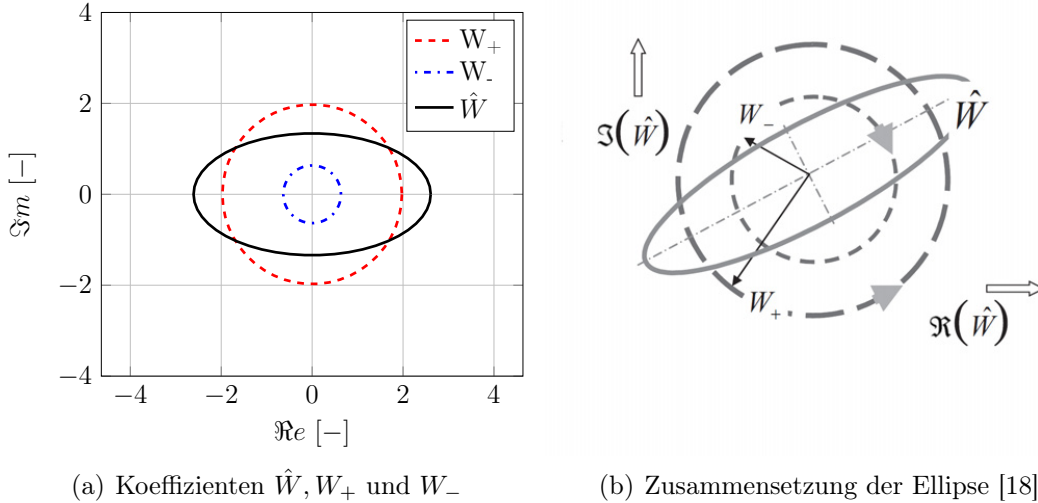 4
2
0
−2
−4
−4
−2
0
2
4
ℑm [−]
ℜe [−]
W₊
W₋
Ŵ
ℑ(Ŵ)
W₋
Ŵ
W₊
ℜ(Ŵ)
(a) Koeffizienten Ŵ, W₊ und W₋
(b) Zusammensetzung der Ellipse [18]